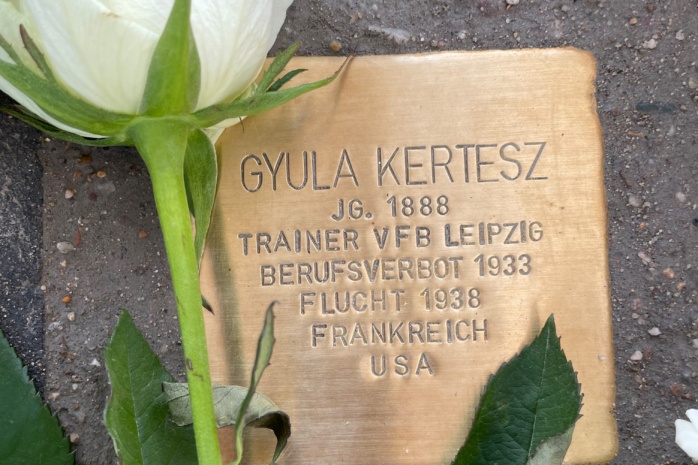 GYULA KERTESZ
JG. 1888
TRAINER VFB LEIPZIG
BERUFSVERBOT 1933
FLUCHT 1938
FRANKREICH
USA